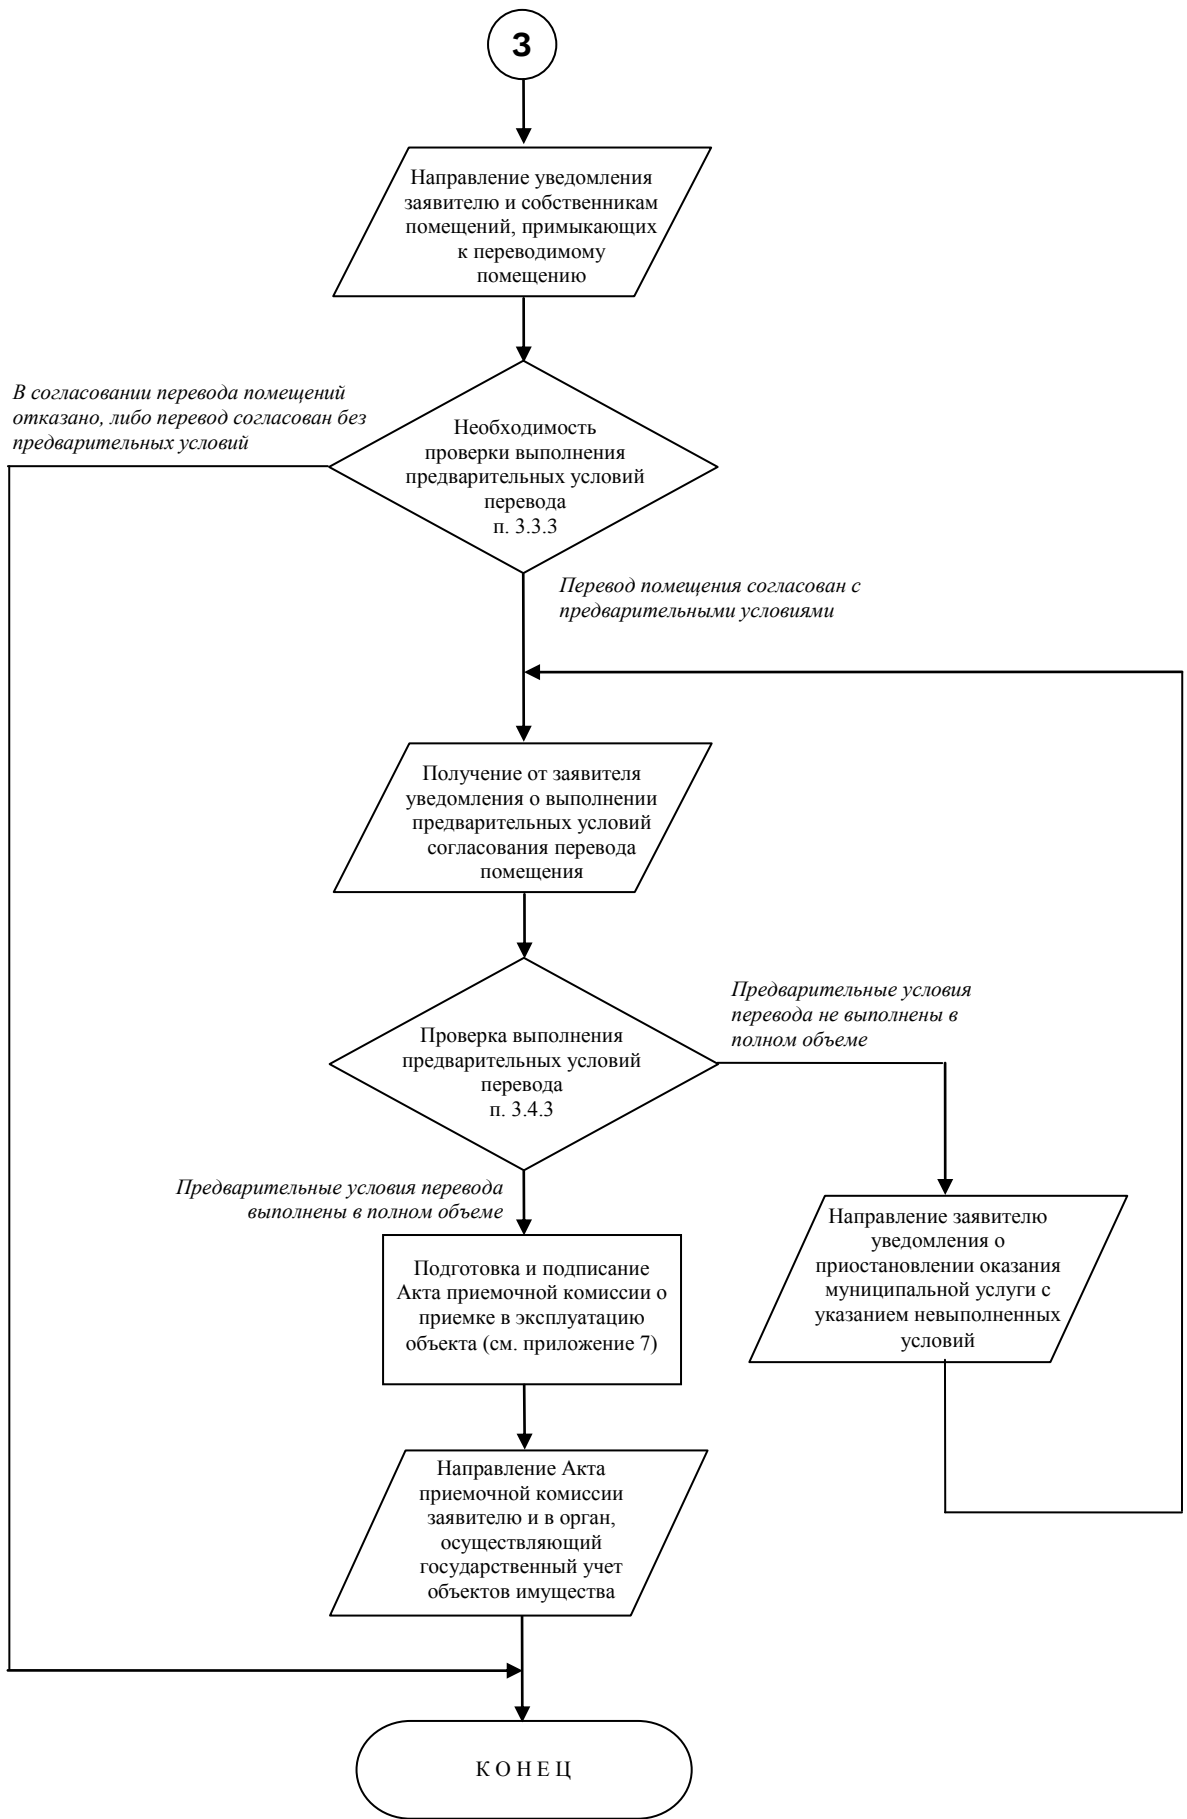 3
Направление уведомления
заявителю и собственникам
помещений, примыкающих
к переводимому
помещению
В согласовании перевода помещений
отказано, либо перевод согласован без
предварительных условий
Необходимость
проверки выполнения
предварительных условий
перевода
п. 3.3.3
Перевод помещения согласован с
предварительными условиями
Получение от заявителя
уведомления о выполнении
предварительных условий
согласования перевода
помещения
Предварительные условия
перевода не выполнены в
полном объеме
Проверка выполнения
предварительных условий
перевода
п. 3.4.3
Предварительные условия перевода
выполнены в полном объеме
Направление заявителю
уведомления о
приостановлении оказания
муниципальной услуги с
указанием невыполненных
условий
Подготовка и подписание
Акта приемочной комиссии о
приемке в эксплуатацию
объекта (см. приложение 7)
Направление Акта
приемочной комиссии
заявителю и в орган,
осуществляющий
государственный учет
объектов имущества
К О Н Е Ц